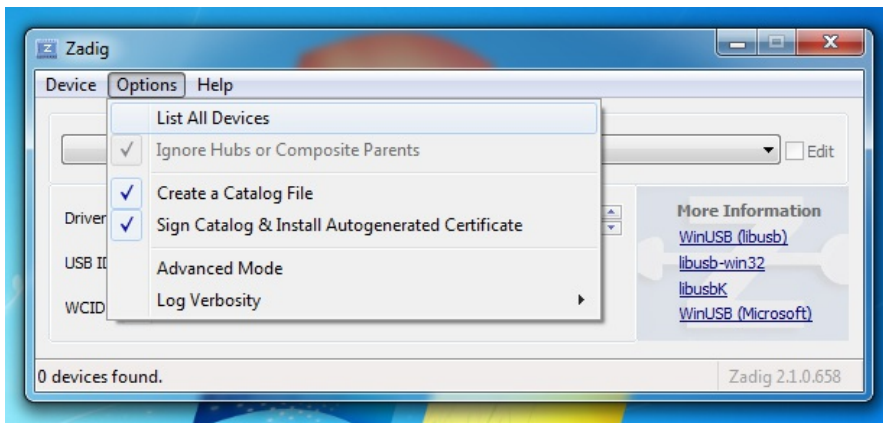 Zadig
Device Options Help
List All Devices
Ignore Hubs or Composite Parents
Edit
Create a Catalog File
Sign Catalog & Install Autogenerated Certificate
Advanced Mode
Log Verbosity
Driver
USB ID
WCID
More Information
WinUSB (libusb)
libusb-win32
libusbK
WinUSB (Microsoft)
0 devices found.
Zadig 2.1.0.658